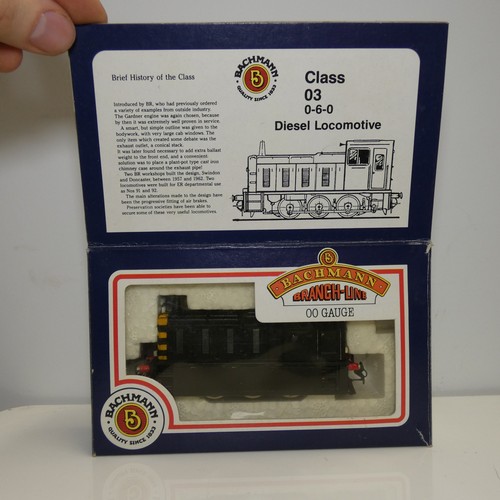 Brief History of the Class
Introduced by BR, who had previously ordered
a variety of examples from outside industry.
The Gardner engine was again chosen, because
by then it was extremely well proven in service.
A smart, but simple outline was given to the
bodywork, with very large cab windows. The
only item which created some debate was the
exhaust outlet, a conical stack.
It was later found necessary to add extra ballast
weight to the front end, and a convenient
solution was to place a plant-pot type cast iron
chimney case around the exhaust pipe!
Two BR workshops built the design, Swindon
and Doncaster, between 1957 and 1962. Two
locomotives were built for ER departmental use
as Nos 91 and 92.
The main alterations made to the design have
been the progressive fitting of air brakes.
Preservation societies have been able to
secure some of these very useful locomotives.
BACHMANN
B
QUALITY SINCE 1833
Class
03
0-6-0
Diesel Locomotive
B
BACHMANN
BRANCH-LINE
OO GAUGE
BACHMANN
B
QUALITY SINCE 1833